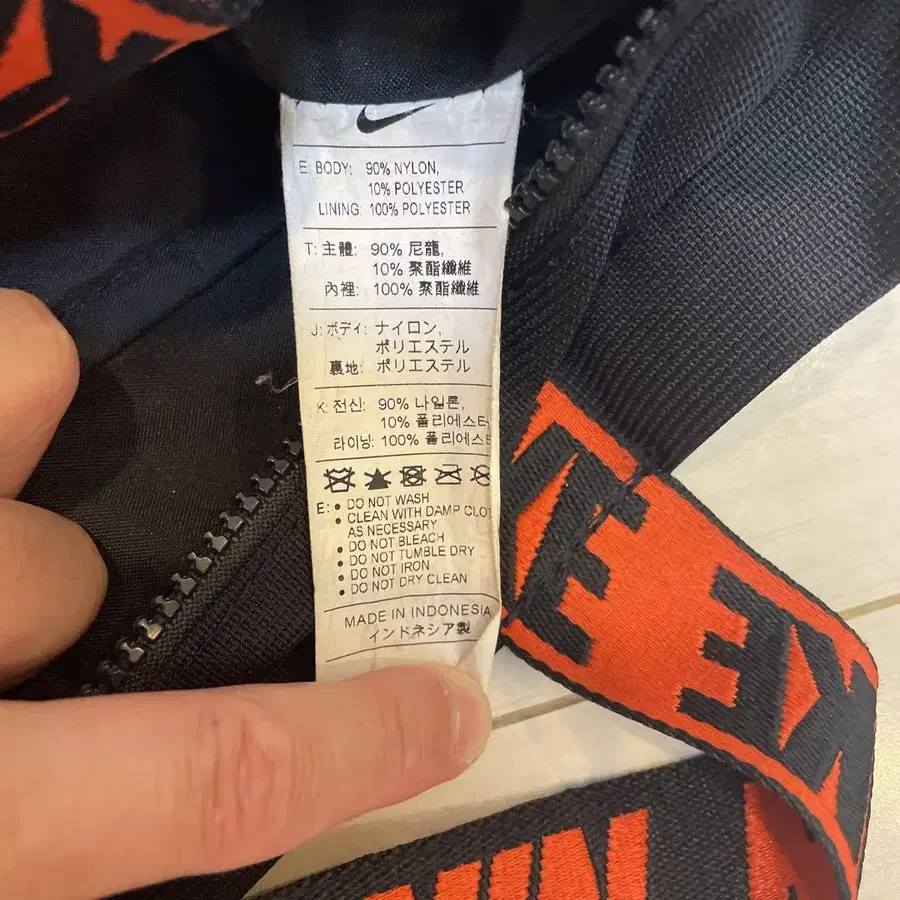 E: BODY: 90% NYLON,
10% POLYESTER
LINING: 100% POLYESTER
T: 主體: 90% 尼龍,
10% 聚酯纖維
內裡: 100% 聚酯纖維
J: ボディ: ナイロン,
ポリエステル
裏地: ポリエステル
K: 전신: 90% 나일론,
10% 폴리에스테
라이닝: 100% 폴리에스테
E: • DO NOT WASH
• CLEAN WITH DAMP CLOT
AS NECESSARY
• DO NOT BLEACH
• DO NOT TUMBLE DRY
• DO NOT IRON
• DO NOT DRY CLEAN
MADE IN INDONESIA
インドネシア製